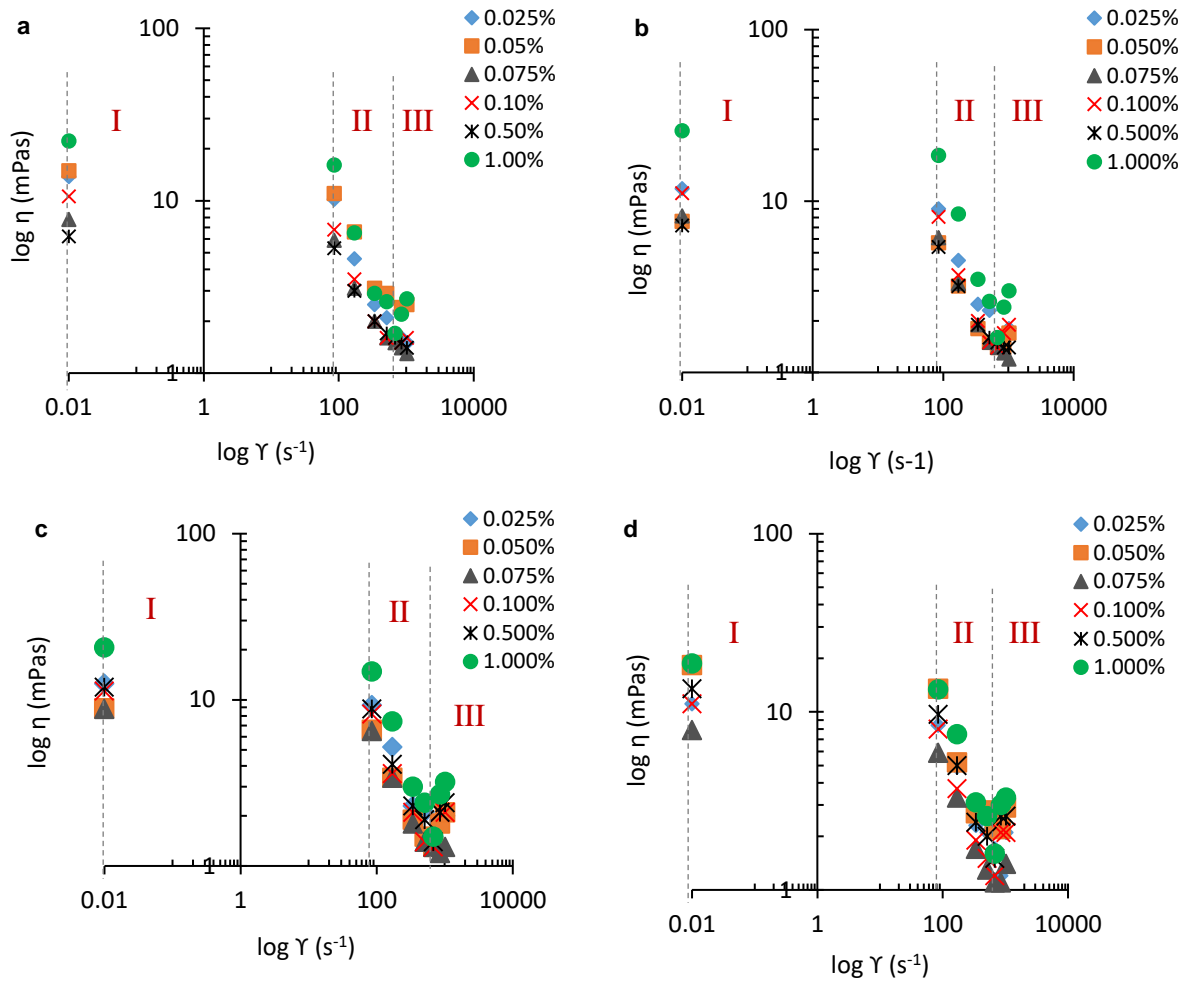 a
100
10
1
0.01
1
100
10000
log η (mPas)
log ϒ (s-1)
I
II
III
0.025%
0.05%
0.075%
0.10%
0.50%
1.00%
b
100
10
1
0.01
1
100
10000
log η (mPas)
log ϒ (s-1)
I
II
III
0.025%
0.050%
0.075%
0.100%
0.500%
1.000%
c
100
10
1
0.01
1
100
10000
log η (mPas)
log ϒ (s-1)
I
II
III
0.025%
0.050%
0.075%
0.100%
0.500%
1.000%
d
100
10
1
0.01
1
100
10000
log η (mPas)
log ϒ (s-1)
I
II
III
0.025%
0.050%
0.075%
0.100%
0.500%
1.000%